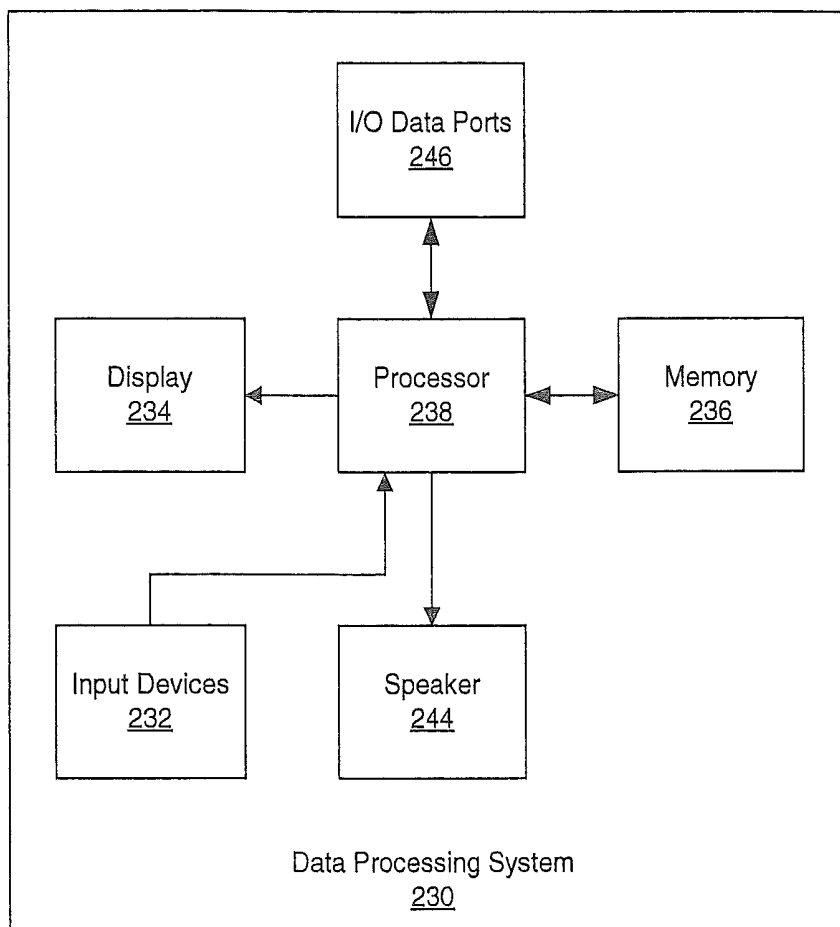 I/O Data Ports
246
Display
234
Processor
238
Memory
236
Input Devices
232
Speaker
244
Data Processing System
230